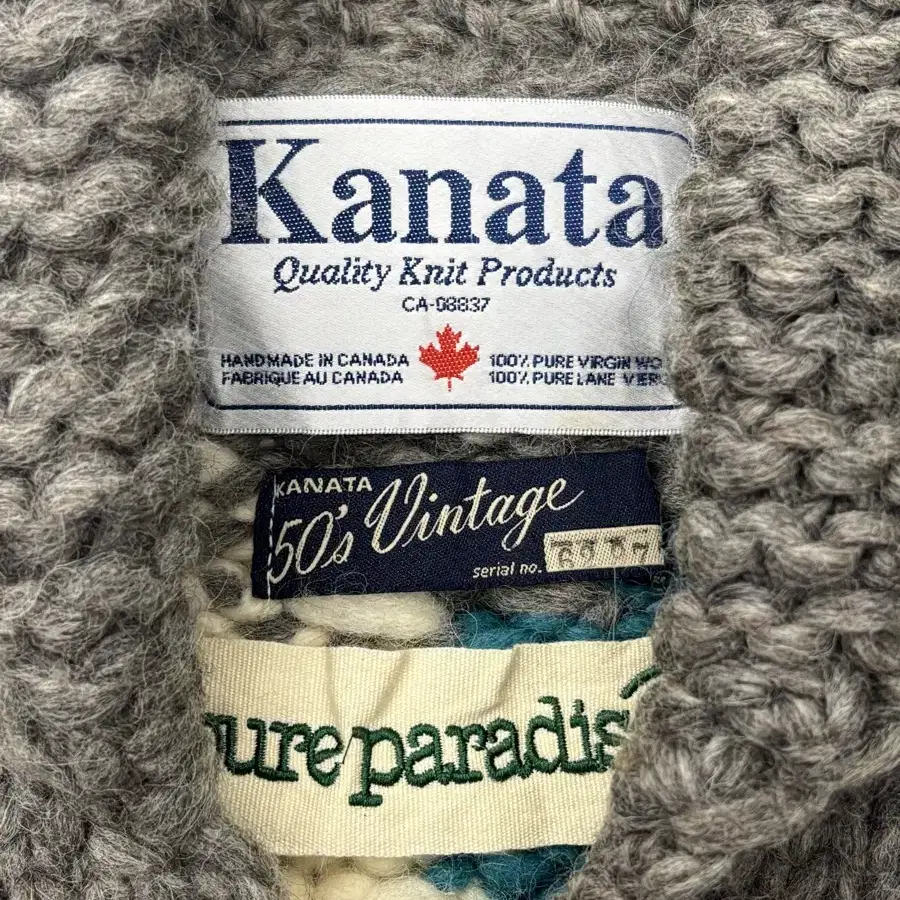 Kanata
Quality Knit Products
CA-08837
HANDMADE IN CANADA
FABRIQUE AU CANADA
100% PURE VIRGIN WO
100% PURE LANE VIER
KANATA
50's Vintage
serial no.
ure paradis